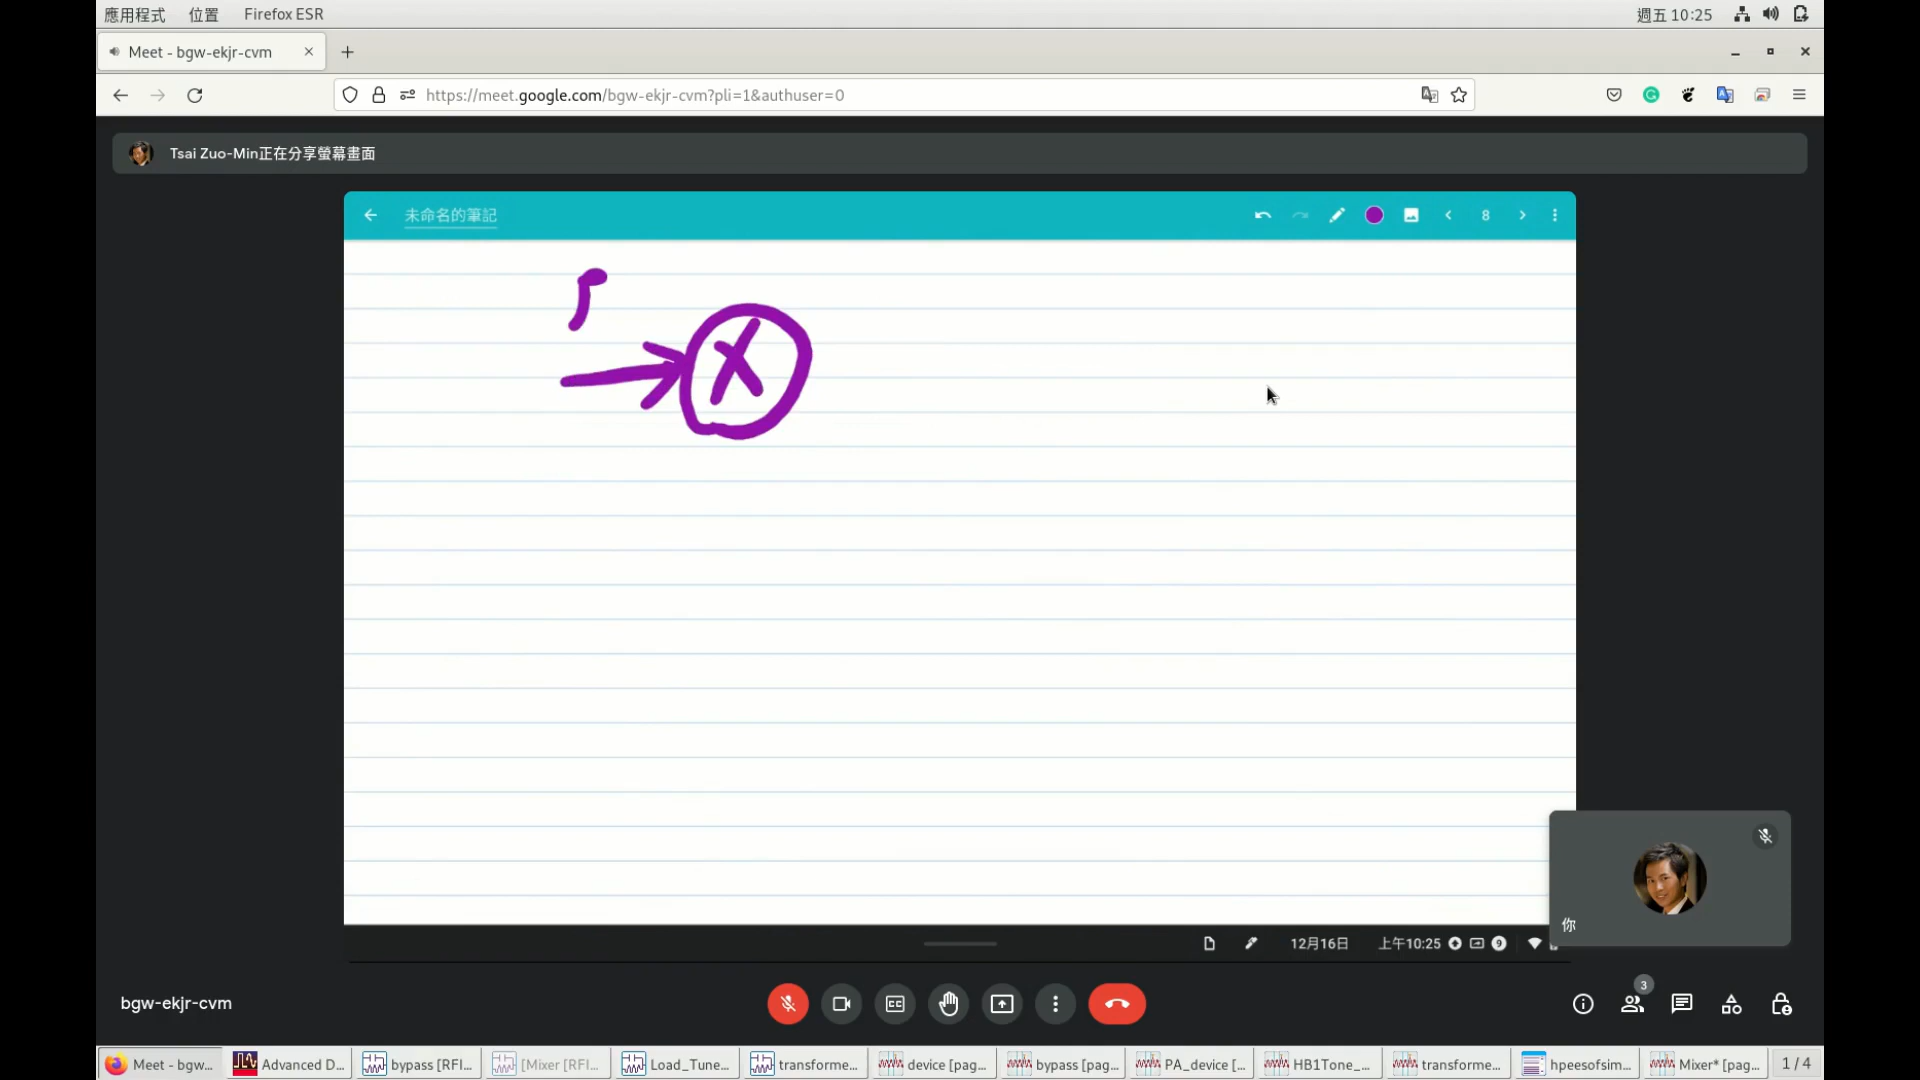 應用程式 位置 Firefox ESR 週五 10:25
Meet - bgw-ekjr-cvm
https://meet.google.com/bgw-ekjr-cvm?pli=1&authuser=0
Tsai Zuo-Min正在分享螢幕畫面
未命名的筆記 8
X
你
12月16日 上午10:25 9
bgw-ekjr-cvm 3
Meet - bgw... Advanced D... bypass [RFI... [Mixer [RFI... Load_Tune... transforme... device [pag... bypass [pag... PA_device [... HB1Tone_... transforme... hpeesofsim... Mixer* [pag... 1 / 4